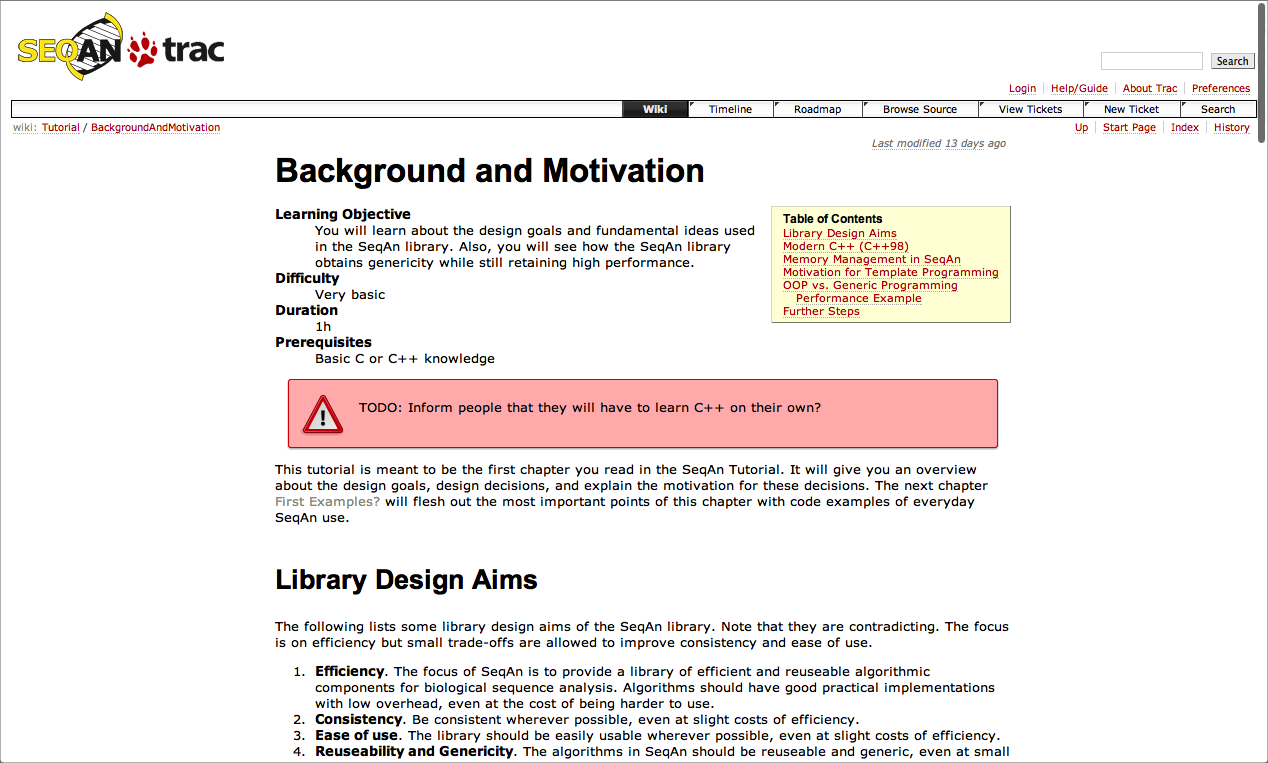 SEQAN trac
Search
Login Help/Guide About Trac Preferences
Wiki Timeline Roadmap Browse Source View Tickets New Ticket Search
wiki: Tutorial / BackgroundAndMotivation
Up Start Page Index History
Last modified 13 days ago
Background and Motivation
Learning Objective
You will learn about the design goals and fundamental ideas used
in the SeqAn library. Also, you will see how the SeqAn library
obtains genericity while still retaining high performance.
Difficulty
Very basic
Duration
1h
Prerequisites
Basic C or C++ knowledge
Table of Contents
Library Design Aims
Modern C++ (C++98)
Memory Management in SeqAn
Motivation for Template Programming
OOP vs. Generic Programming
Performance Example
Further Steps
TODO: Inform people that they will have to learn C++ on their own?
This tutorial is meant to be the first chapter you read in the SeqAn Tutorial. It will give you an overview
about the design goals, design decisions, and explain the motivation for these decisions. The next chapter
First Examples? will flesh out the most important points of this chapter with code examples of everyday
SeqAn use.
Library Design Aims
The following lists some library design aims of the SeqAn library. Note that they are contradicting. The focus
is on efficiency but small trade-offs are allowed to improve consistency and ease of use.
1. Efficiency. The focus of SeqAn is to provide a library of efficient and reuseable algorithmic
components for biological sequence analysis. Algorithms should have good practical implementations
with low overhead, even at the cost of being harder to use.
2. Consistency. Be consistent wherever possible, even at slight costs of efficiency.
3. Ease of use. The library should be easily usable wherever possible, even at slight costs of efficiency.
4. Reuseability and Genericity. The algorithms in SeqAn should be reuseable and generic, even at small